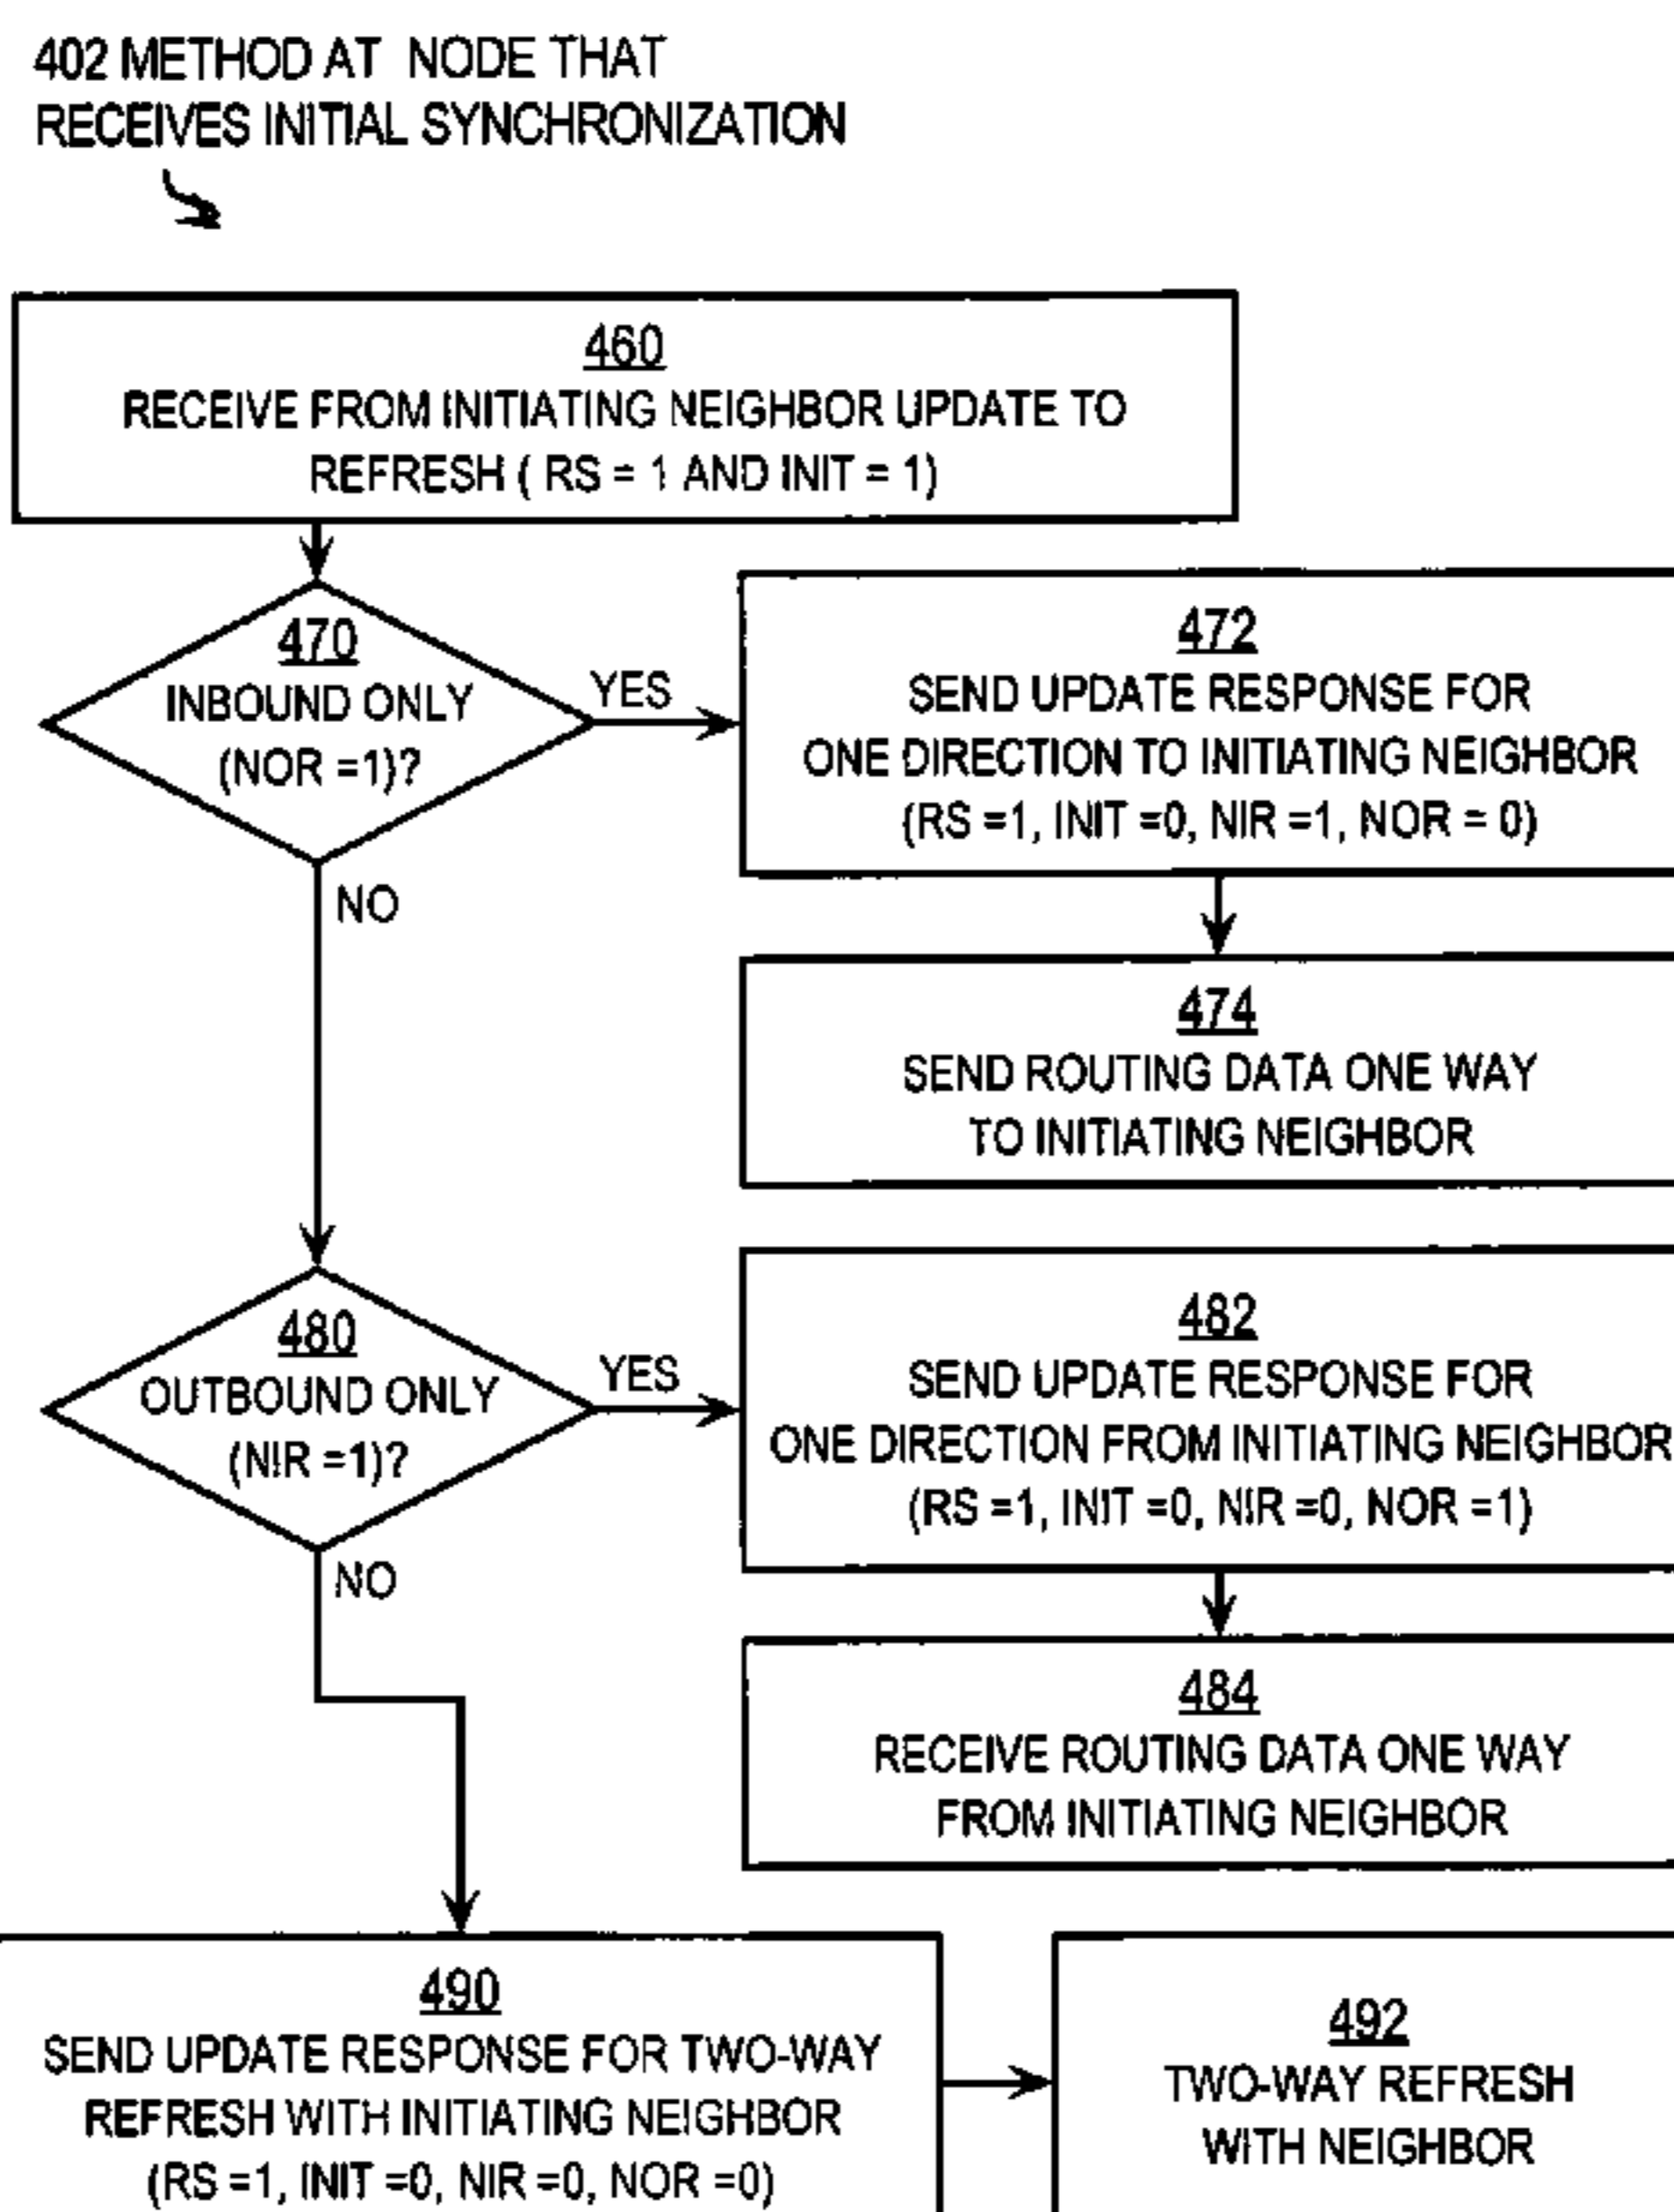 402 METHOD AT NODE THAT
RECEIVES INITIAL SYNCHRONIZATION
460
RECEIVE FROM INITIATING NEIGHBOR UPDATE TO
REFRESH ( RS = 1 AND INIT = 1)
470
INBOUND ONLY
(NOR =1)?
YES
472
SEND UPDATE RESPONSE FOR
ONE DIRECTION TO INITIATING NEIGHBOR
(RS =1, INIT =0, NIR =1, NOR = 0)
NO
474
SEND ROUTING DATA ONE WAY
TO INITIATING NEIGHBOR
480
OUTBOUND ONLY
(NIR =1)?
YES
482
SEND UPDATE RESPONSE FOR
ONE DIRECTION FROM INITIATING NEIGHBOR
(RS =1, INIT =0, NIR =0, NOR =1)
NO
484
RECEIVE ROUTING DATA ONE WAY
FROM INITIATING NEIGHBOR
490
SEND UPDATE RESPONSE FOR TWO-WAY
REFRESH WITH INITIATING NEIGHBOR
(RS =1, INIT =0, NIR =0, NOR =0)
492
TWO-WAY REFRESH
WITH NEIGHBOR